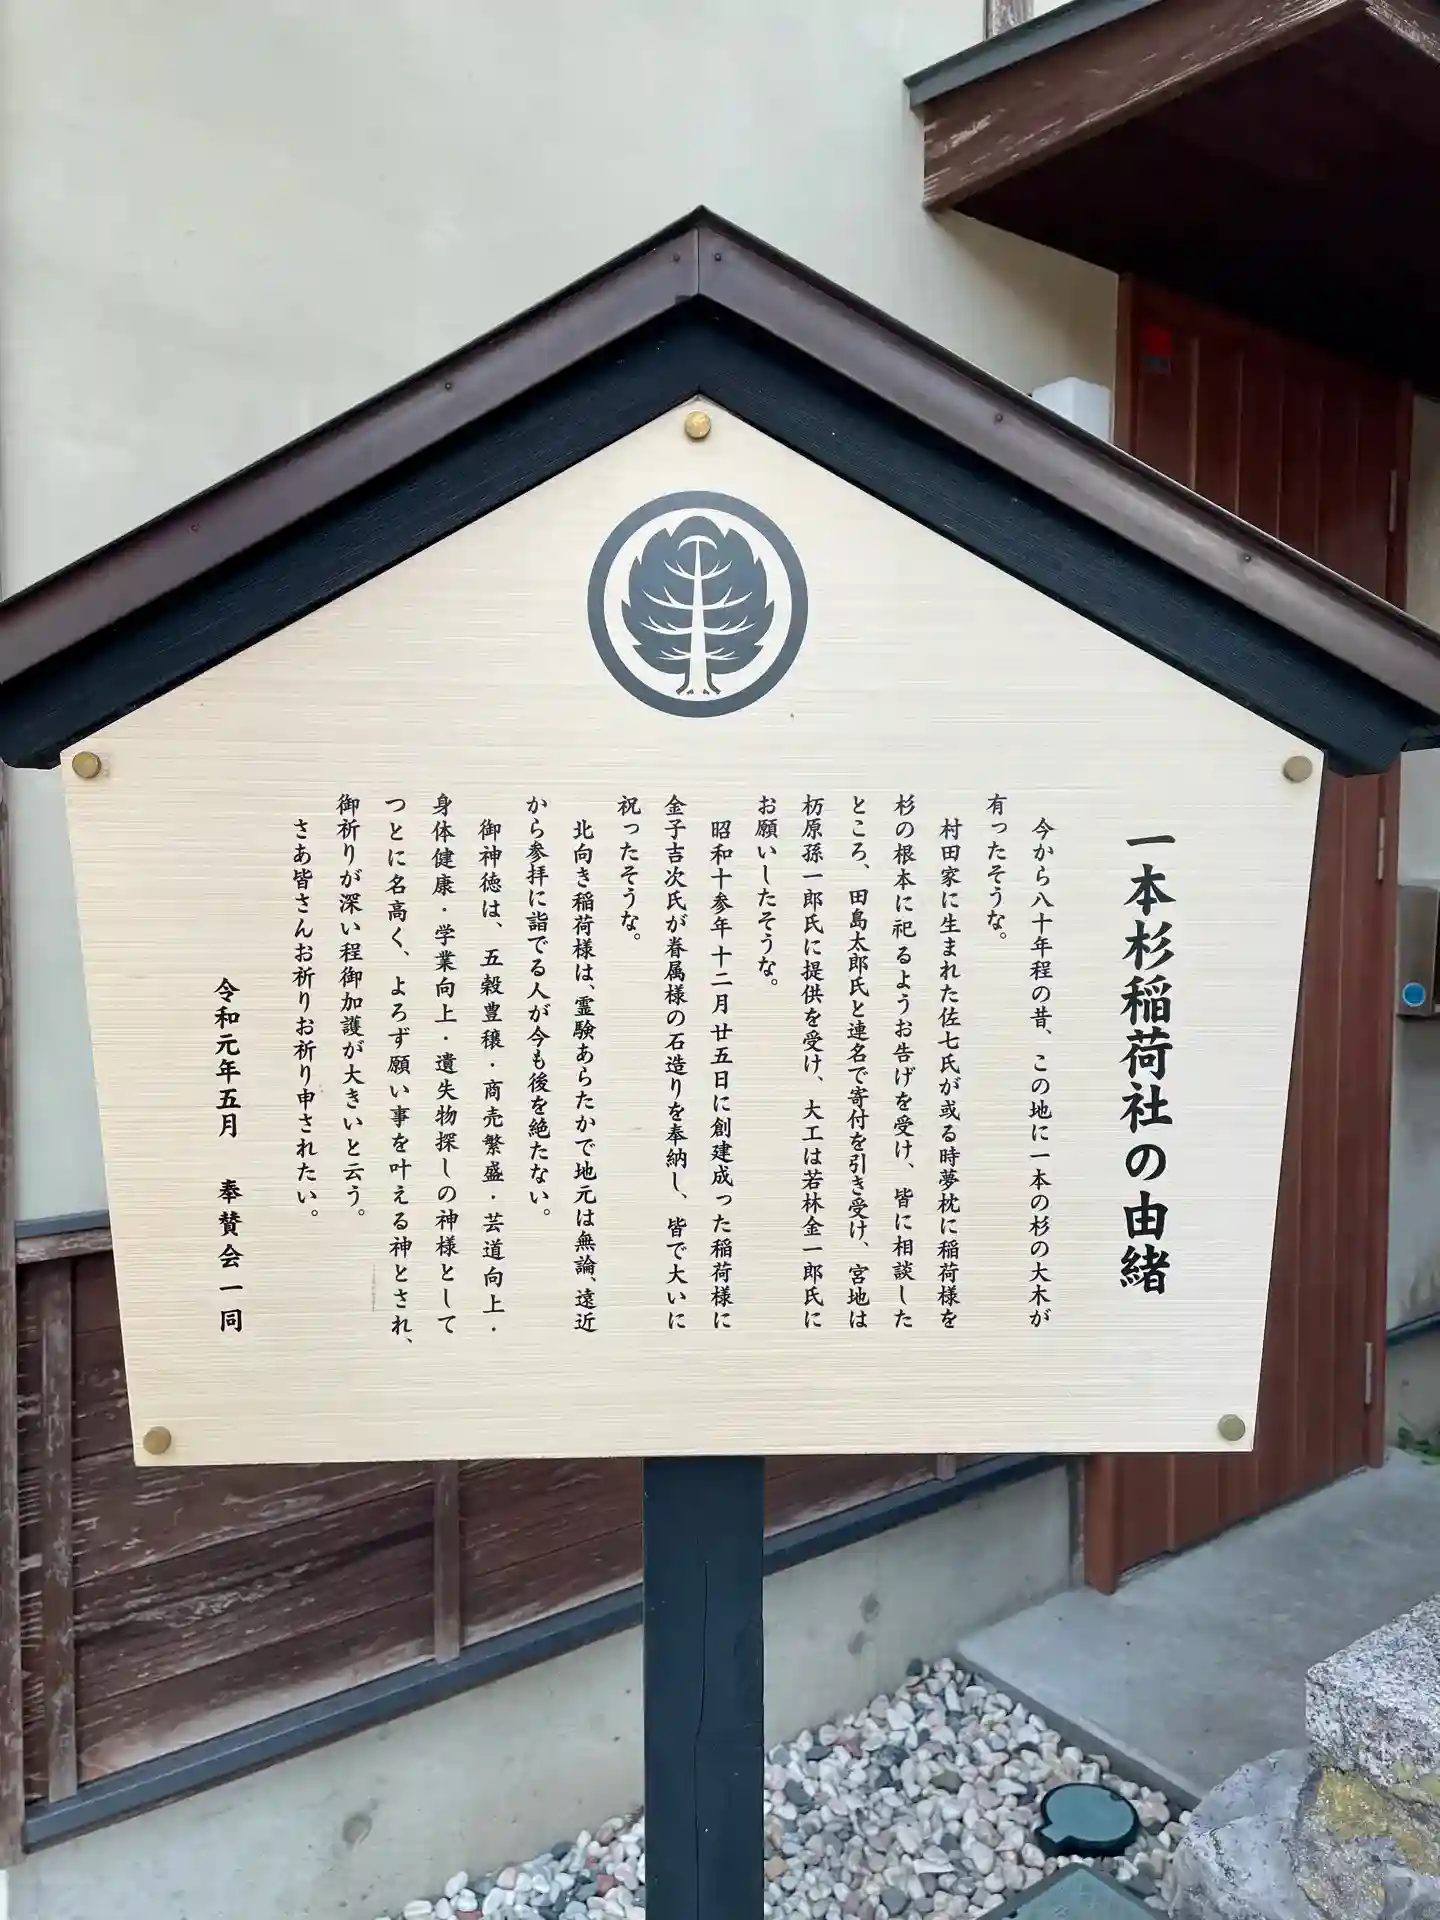 一本杉稲荷社の由緒
今から八十年程の昔、この地に一本の杉の大木が
有ったそうな。
村田家に生まれた佐七氏が或る時夢枕に稲荷様を
杉の根本に祀るようお告げを受け、皆に相談した
ところ、田島太郎氏と連名で寄付を引き受け、宮地は
枥原孫一郎氏に提供を受け、大工は若林金一郎氏に
お願いしたそうな。
昭和十参年十二月廿五日に創建成った稲荷様に
金子吉次氏が眷属様の石造りを奉納し、皆で大いに
祝ったそうな。
北向き稲荷様は、霊験あらたかで地元は無論、遠近
から参拝に詣でる人が今も後を絶たない。
御神徳は、五穀豊穣・商売繁盛・芸道向上・
身体健康・学業向上・遺失物探しの神様として
つとに名高く、よろず願い事を叶える神とされ、
御祈りが深い程御加護が大きいと云う。
さあ皆さんお祈りお祈り申されたい。
令和元年五月　奉賛会一同